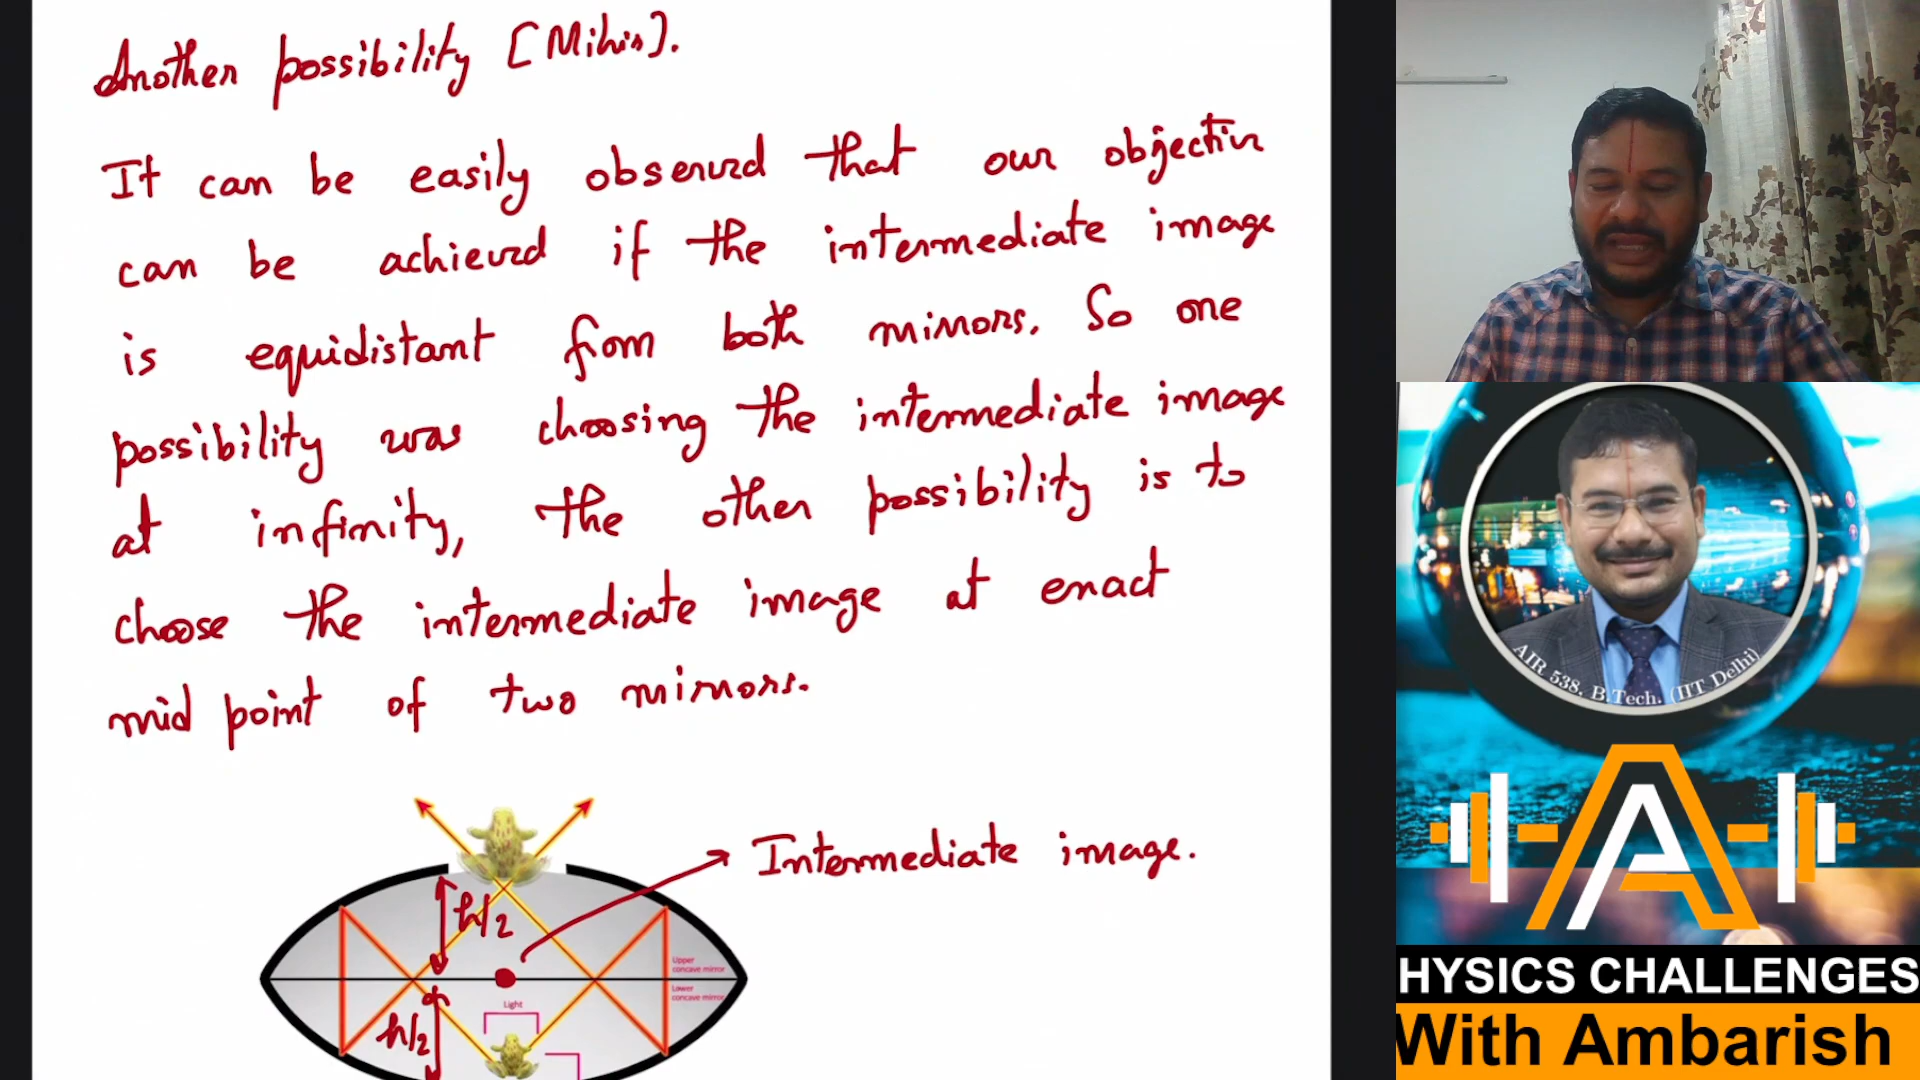 Another possibility [Mihir].
It can be easily observed that our objective
can be achieved if the intermediate image
is equidistant from both mirrors. So one
possibility was choosing the intermediate image
at infinity, the other possibility is to
choose the intermediate image at exact
mid point of two mirrors.
Intermediate image.
h/2
Upper
concave mirror
Lower
concave mirror
Light
h/2
AIR 538, B.Tech. (IIT Delhi)
A
HYSICS CHALLENGES
With Ambarish